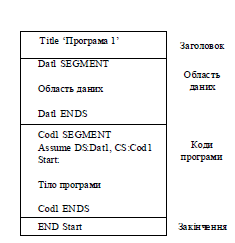 Title ‘Програма 1’
Заголовок
Dat1 SEGMENT
Область даних
Dat1 ENDS
Область
даних
Cod1 SEGMENT
Assume DS:Dat1, CS:Cod1
Start:
Тіло програми
Cod1 ENDS
Коди
програми
END Start
Закінчення